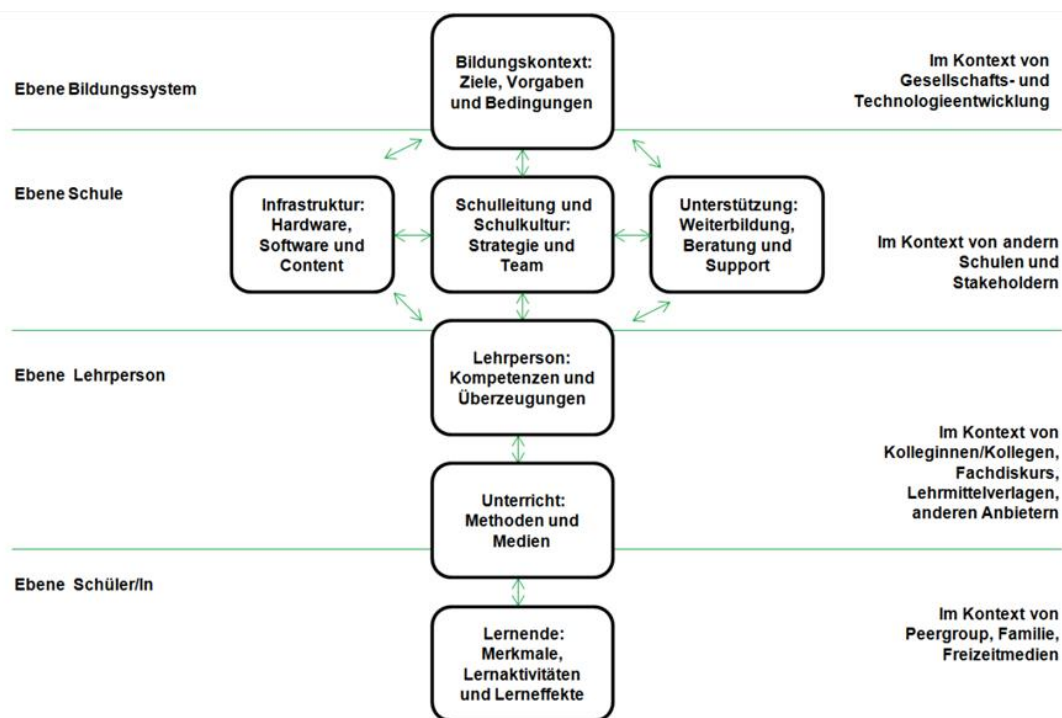 Bildungskontext:
Ziele, Vorgaben
und Bedingungen
Ebene Bildungssystem
Im Kontext von
Gesellschafts- und
Technologieentwicklung
Ebene Schule
Infrastruktur:
Hardware,
Software und
Content
Schulleitung und
Schulkultur:
Strategie und
Team
Unterstützung:
Weiterbildung,
Beratung und
Support
Im Kontext von andern
Schulen und
Stakeholdern
Ebene Lehrperson
Lehrperson:
Kompetenzen und
Überzeugungen
Im Kontext von
Kolleginnen/Kollegen,
Fachdiskurs,
Lehrmittelverlagen,
anderen Anbietern
Unterricht:
Methoden und
Medien
Ebene Schüler/In
Lernende:
Merkmale,
Lernaktivitäten
und Lerneffekte
Im Kontext von
Peergroup, Familie,
Freizeitmedien